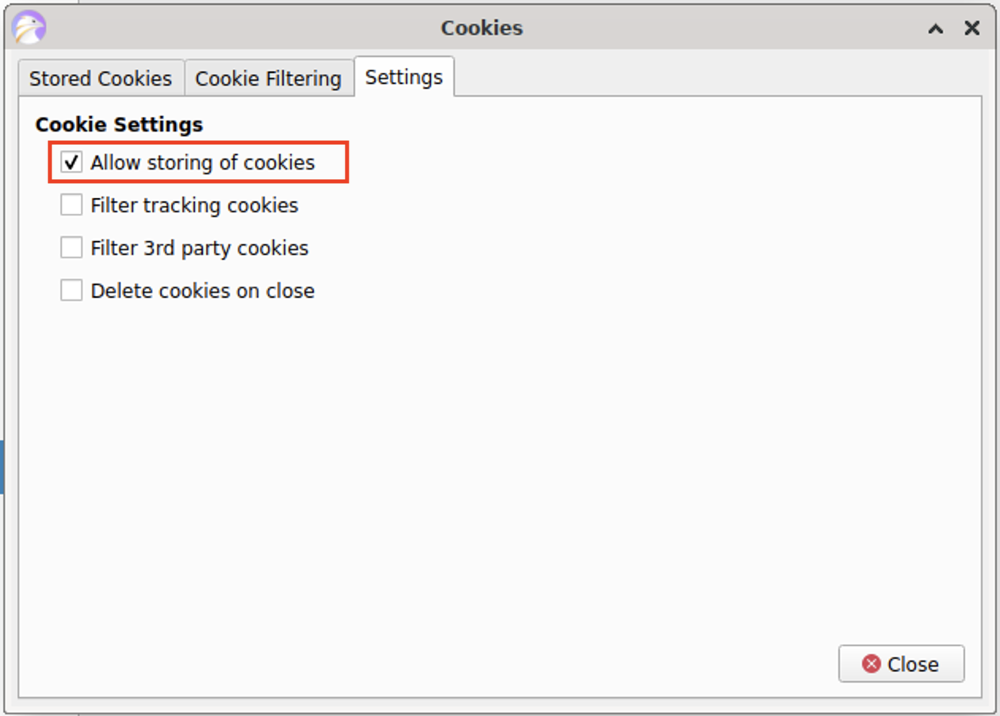 Cookies
Stored Cookies Cookie Filtering Settings
Cookie Settings
Allow storing of cookies
Filter tracking cookies
Filter 3rd party cookies
Delete cookies on close
Close